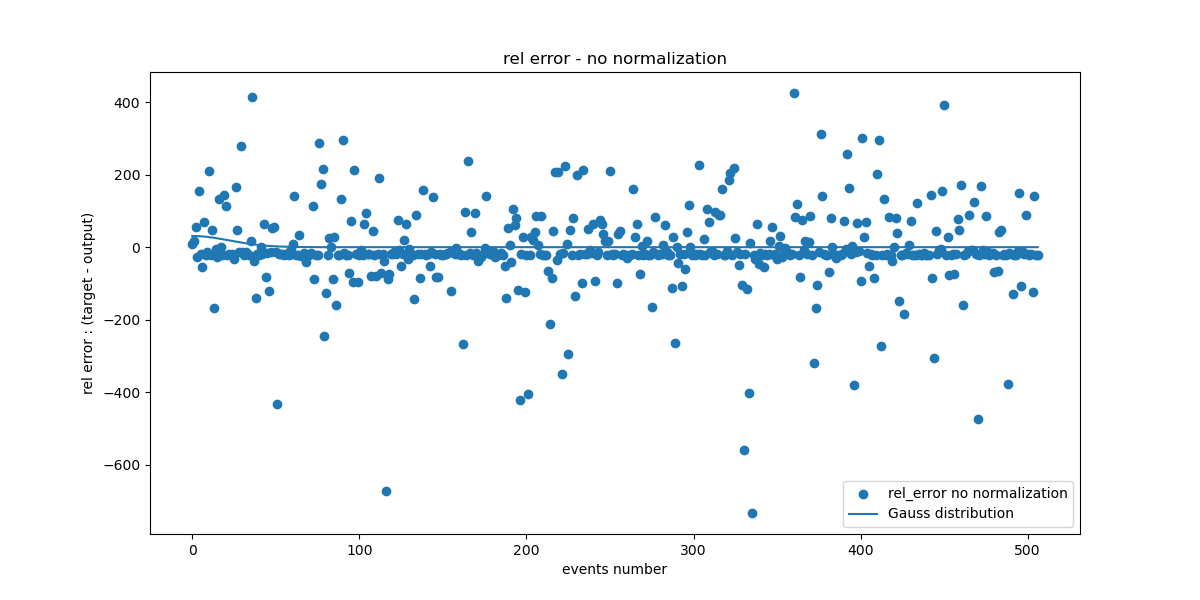 rel error - no normalization
rel error : (target - output)
400
200
0
−200
−400
−600
0 100 200 300 400 500
events number
rel_error no normalization
Gauss distribution